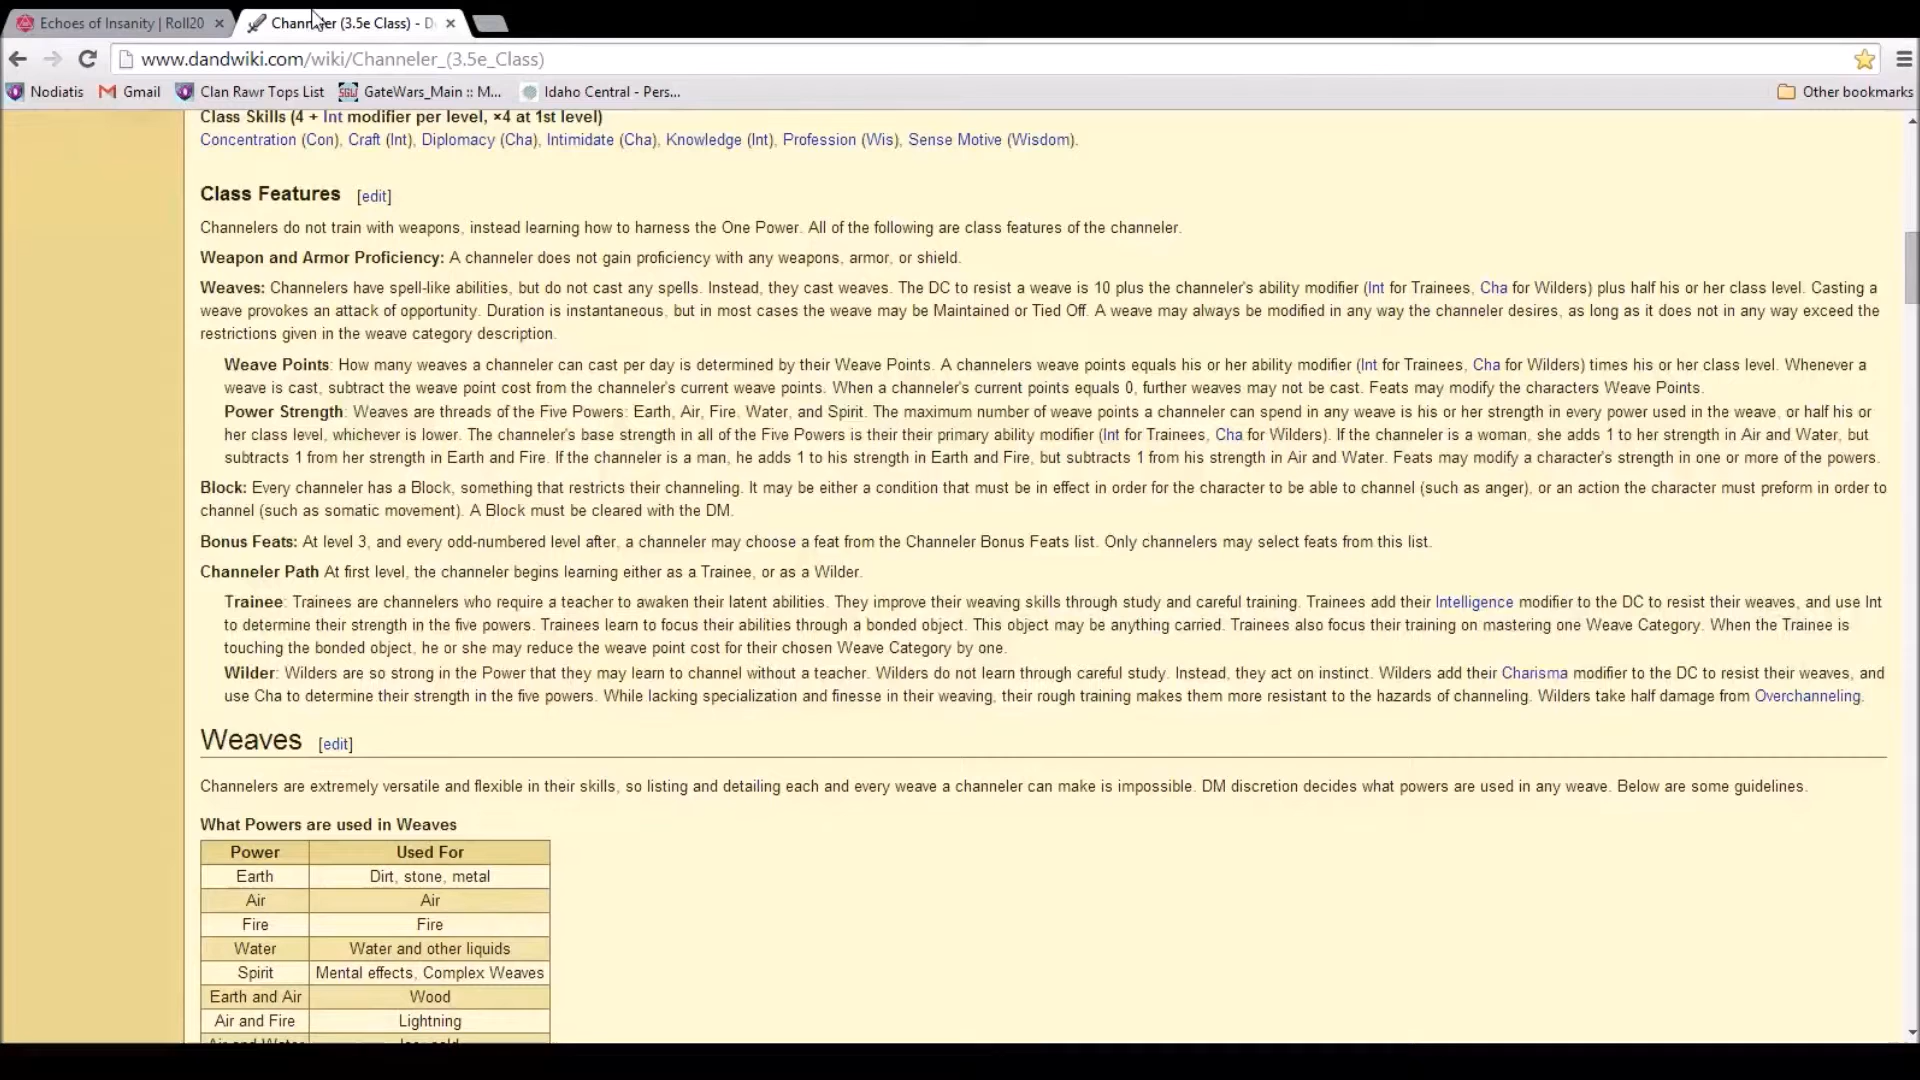 Echoes of Insanity | Roll20
Channeler (3.5e Class) - D
www.dandwiki.com/wiki/Channeler_(3.5e_Class)
Nodiatis Gmail Clan Rawr Tops List GateWars_Main :: M... Idaho Central - Pers... Other bookmarks
Class Skills (4 + Int modifier per level, ×4 at 1st level)
Concentration (Con), Craft (Int), Diplomacy (Cha), Intimidate (Cha), Knowledge (Int), Profession (Wis), Sense Motive (Wisdom).
Class Features [edit]
Channelers do not train with weapons, instead learning how to harness the One Power. All of the following are class features of the channeler.
Weapon and Armor Proficiency: A channeler does not gain proficiency with any weapons, armor, or shield.
Weaves: Channelers have spell-like abilities, but do not cast any spells. Instead, they cast weaves. The DC to resist a weave is 10 plus the channeler's ability modifier (Int for Trainees, Cha for Wilders) plus half his or her class level. Casting a
weave provokes an attack of opportunity. Duration is instantaneous, but in most cases the weave may be Maintained or Tied Off. A weave may always be modified in any way the channeler desires, as long as it does not in any way exceed the
restrictions given in the weave category description.
Weave Points: How many weaves a channeler can cast per day is determined by their Weave Points. A channelers weave points equals his or her ability modifier (Int for Trainees, Cha for Wilders) times his or her class level. Whenever a
weave is cast, subtract the weave point cost from the channeler's current weave points. When a channeler's current points equals 0, further weaves may not be cast. Feats may modify the characters Weave Points.
Power Strength: Weaves are threads of the Five Powers: Earth, Air, Fire, Water, and Spirit. The maximum number of weave points a channeler can spend in any weave is his or her strength in every power used in the weave, or half his or
her class level, whichever is lower. The channeler's base strength in all of the Five Powers is their their primary ability modifier (Int for Trainees, Cha for Wilders). If the channeler is a woman, she adds 1 to her strength in Air and Water, but
subtracts 1 from her strength in Earth and Fire. If the channeler is a man, he adds 1 to his strength in Earth and Fire, but subtracts 1 from his strength in Air and Water. Feats may modify a character's strength in one or more of the powers.
Block: Every channeler has a Block, something that restricts their channeling. It may be either a condition that must be in effect in order for the character to be able to channel (such as anger), or an action the character must preform in order to
channel (such as somatic movement). A Block must be cleared with the DM.
Bonus Feats: At level 3, and every odd-numbered level after, a channeler may choose a feat from the Channeler Bonus Feats list. Only channelers may select feats from this list.
Channeler Path At first level, the channeler begins learning either as a Trainee, or as a Wilder.
Trainee: Trainees are channelers who require a teacher to awaken their latent abilities. They improve their weaving skills through study and careful training. Trainees add their Intelligence modifier to the DC to resist their weaves, and use Int
to determine their strength in the five powers. Trainees learn to focus their abilities through a bonded object. This object may be anything carried. Trainees also focus their training on mastering one Weave Category. When the Trainee is
touching the bonded object, he or she may reduce the weave point cost for their chosen Weave Category by one.
Wilder: Wilders are so strong in the Power that they may learn to channel without a teacher. Wilders do not learn through careful study. Instead, they act on instinct. Wilders add their Charisma modifier to the DC to resist their weaves, and
use Cha to determine their strength in the five powers. While lacking specialization and finesse in their weaving, their rough training makes them more resistant to the hazards of channeling. Wilders take half damage from Overchanneling.
Weaves [edit]
Channelers are extremely versatile and flexible in their skills, so listing and detailing each and every weave a channeler can make is impossible. DM discretion decides what powers are used in any weave. Below are some guidelines.
What Powers are used in Weaves
Power Used For
Earth Dirt, stone, metal
Air Air
Fire Fire
Water Water and other liquids
Spirit Mental effects, Complex Weaves
Earth and Air Wood
Air and Fire Lightning